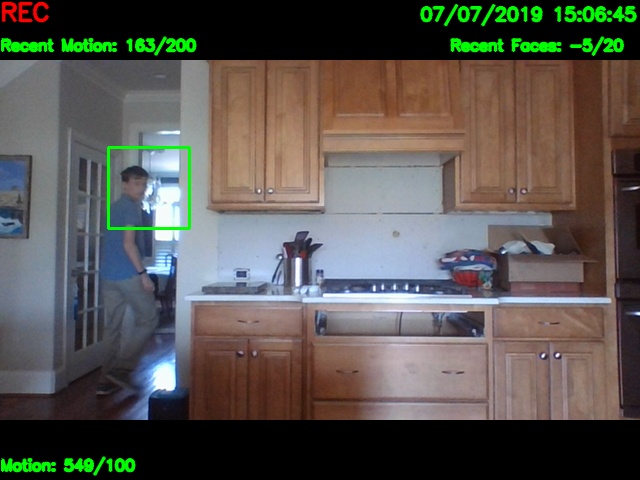 REC
07/07/2019 15:06:45
Recent Motion: 163/200
Recent Faces: -5/20
Motion: 549/100